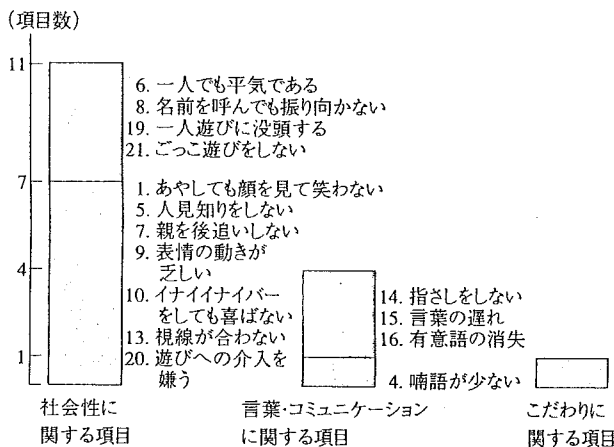 (項目数)
11
7
4
1
6. 一人でも平気である
8. 名前を呼んでも振り向かない
19. 一人遊びに没頭する
21. ごっこ遊びをしない
1. あやしても顔を見て笑わない
5. 人見知りをしない
7. 親を後追いしない
9. 表情の動きが
乏しい
10. イナイイナイバー
をしても喜ばない
13. 視線が合わない
20. 遊びへの介入を
嫌う
14. 指さしをしない
15. 言葉の遅れ
16. 有意語の消失
4. 喃語が少ない
社会性に
関する項目
言葉・コミュニケーション
に関する項目
こだわりに
関する項目